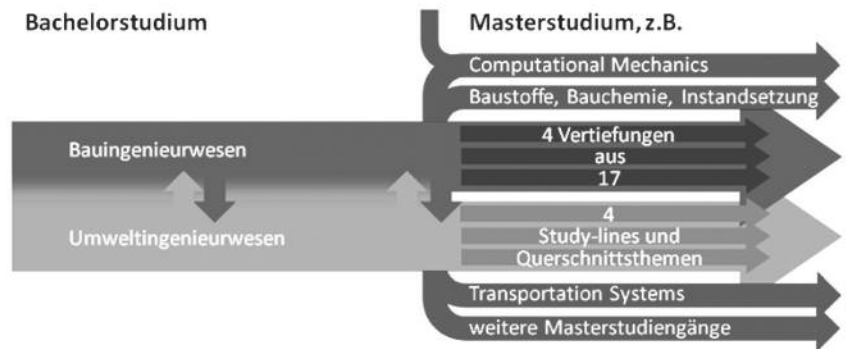 Bachelorstudium
Masterstudium, z.B.
Computational Mechanics
Baustoffe, Bauchemie, Instandsetzung
Bauingenieurwesen
4 Vertiefungen
aus
17
Umweltingenieurwesen
4
Study-lines und
Querschnittsthemen
Transportation Systems
weitere Masterstudiengänge